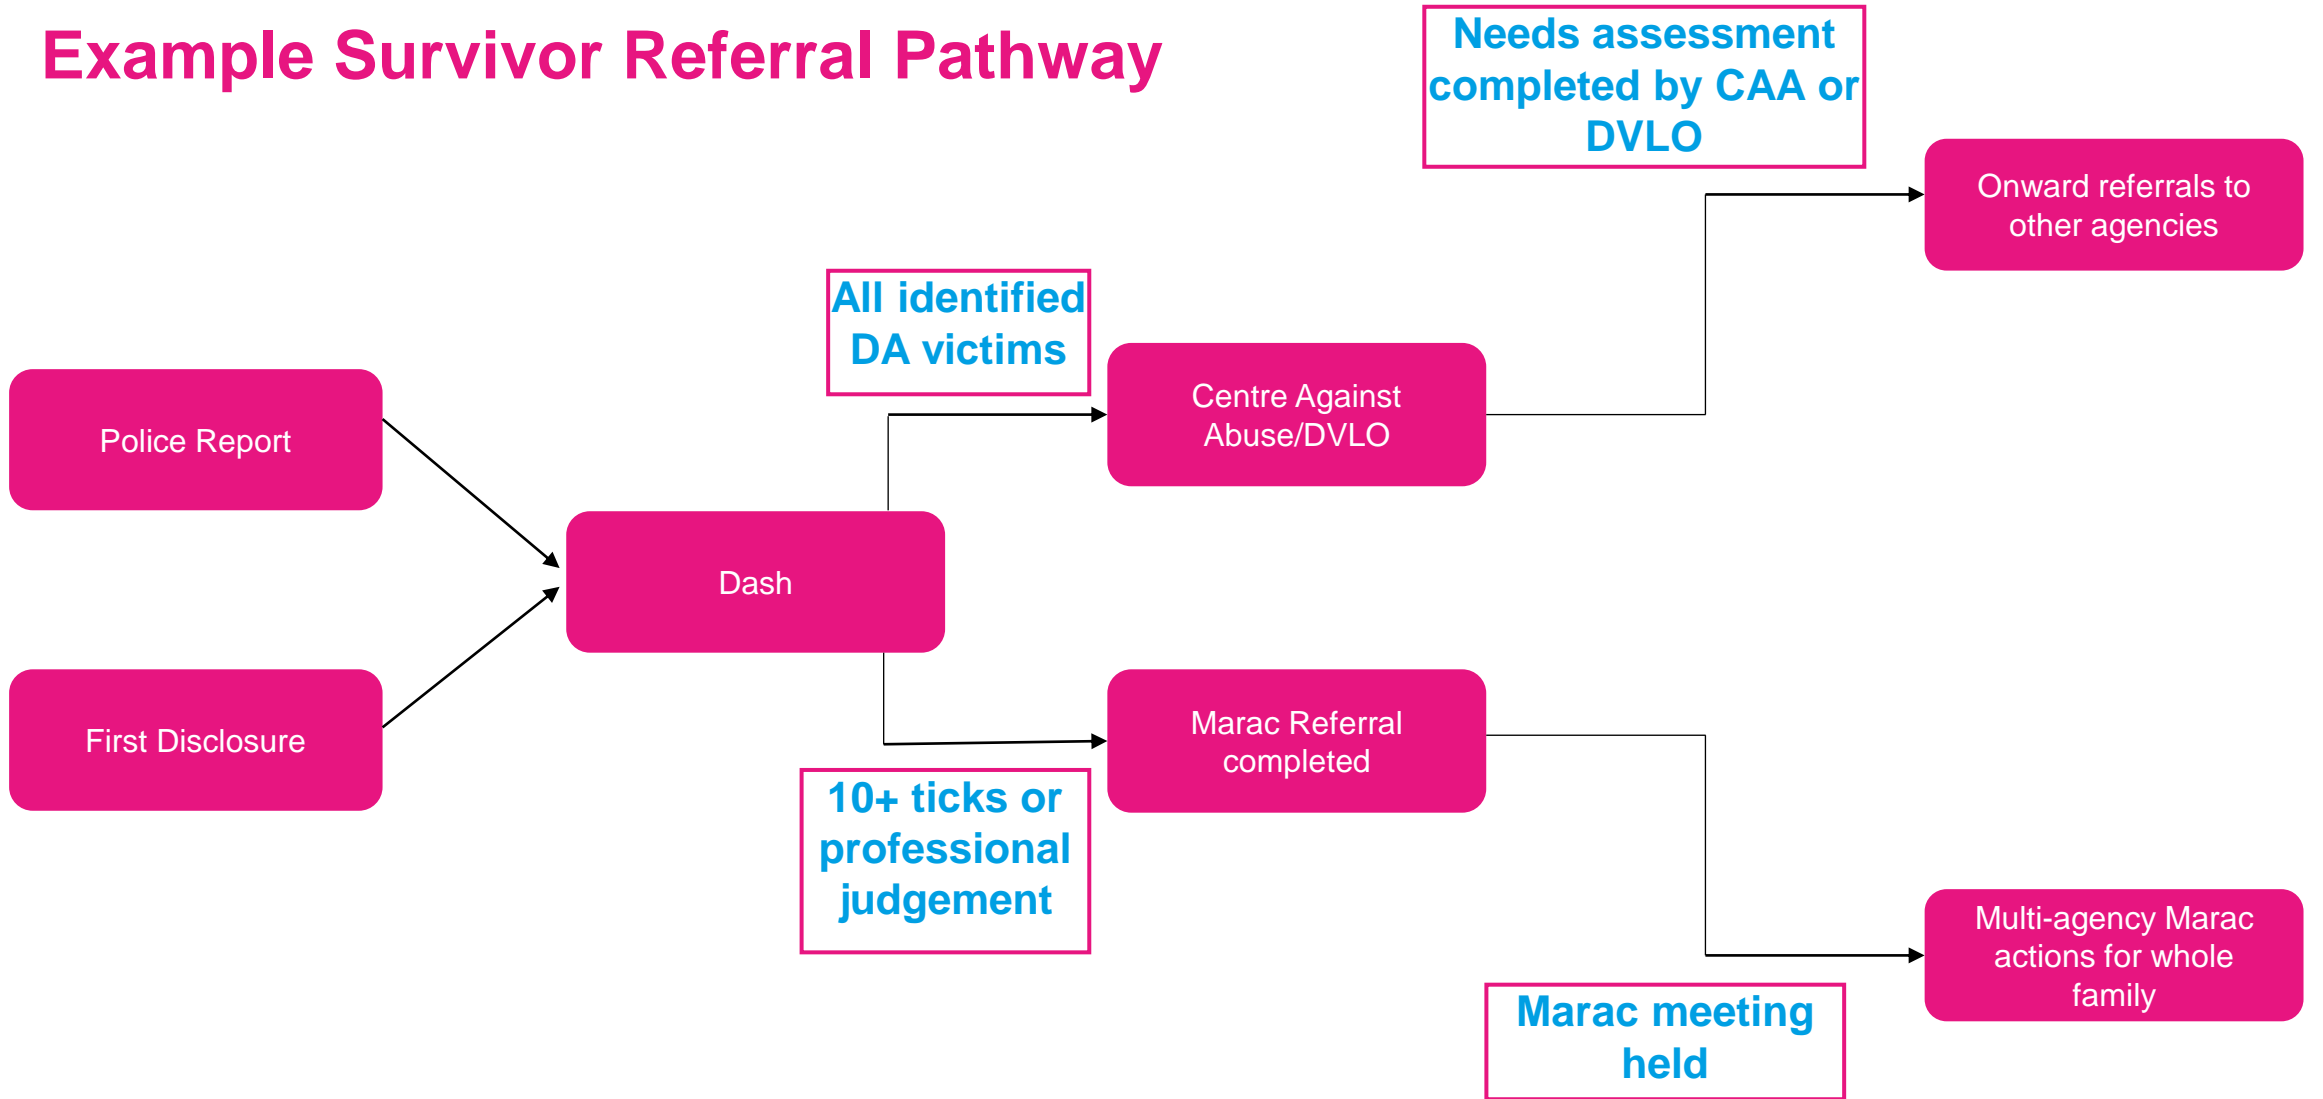 Example Survivor Referral Pathway
Needs assessment
completed by CAA or
DVLO
Onward referrals to
other agencies
All identified
DA victims
Centre Against
Abuse/DVLO
Police Report
Dash
First Disclosure
Marac Referral
completed
10+ ticks or
professional
judgement
Multi-agency Marac
actions for whole
family
Marac meeting
held